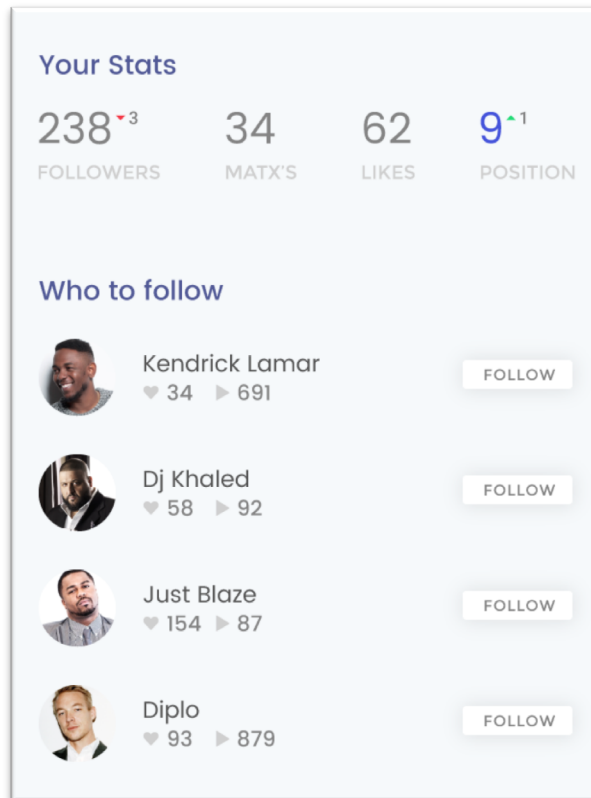 Your Stats
238 3 34 62 9 1
FOLLOWERS MATX'S LIKES POSITION
Who to follow
Kendrick Lamar
34 691
FOLLOW
Dj Khaled
58 92
FOLLOW
Just Blaze
154 87
FOLLOW
Diplo
93 879
FOLLOW